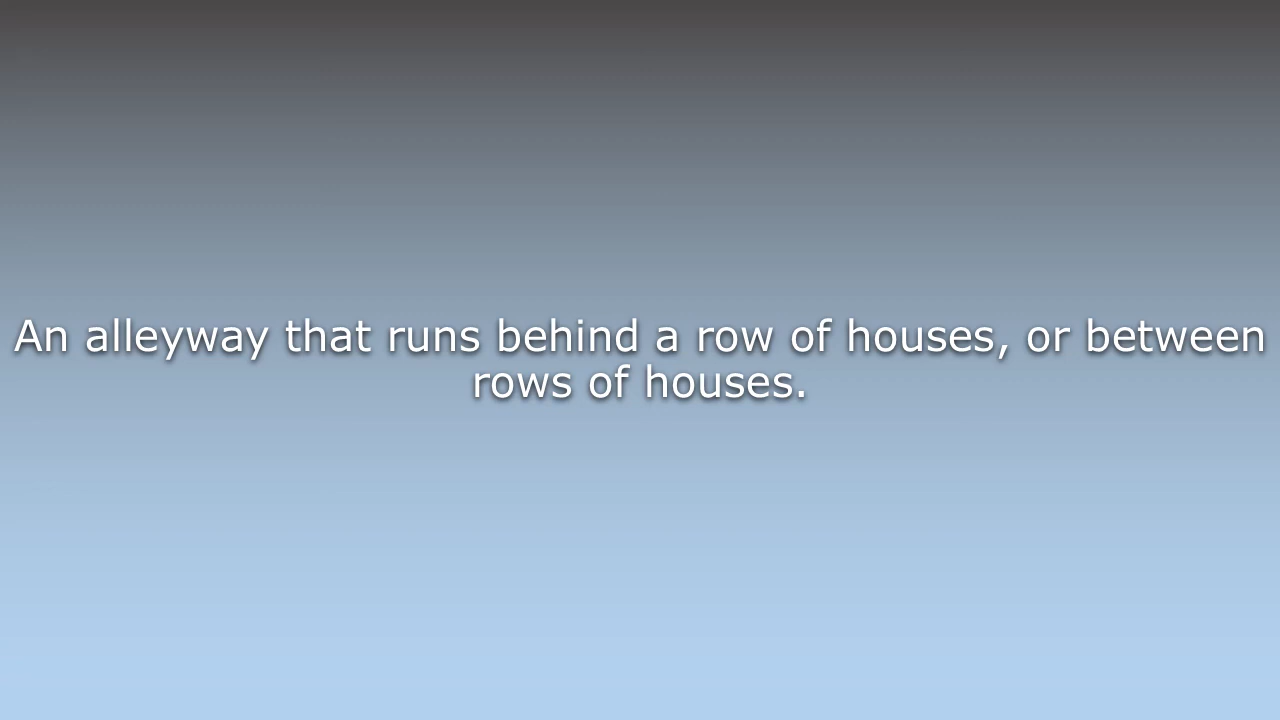 An alleyway that runs behind a row of houses, or between
rows of houses.